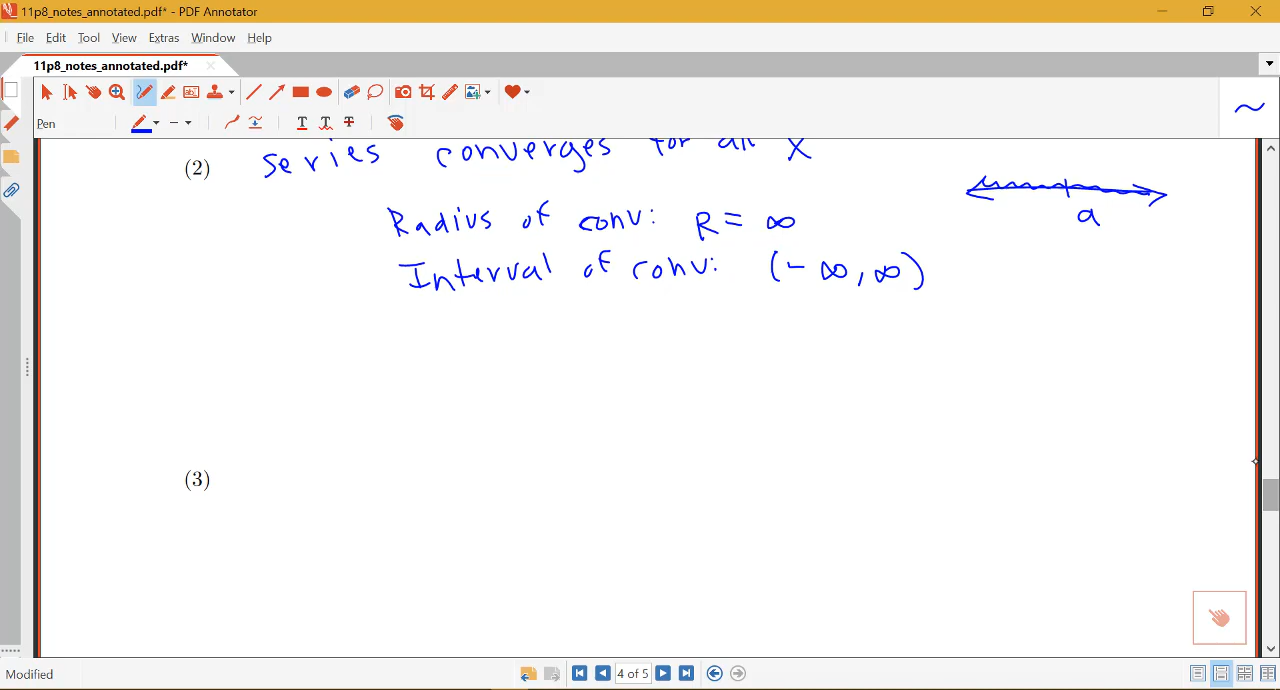 11p8_notes_annotated.pdf* - PDF Annotator
File Edit Tool View Extras Window Help
11p8_notes_annotated.pdf*
Pen
(2) series converges for all x
a
Radius of conv: R = ∞
Interval of conv: (-∞, ∞)
(3)
Modified
4 of 5